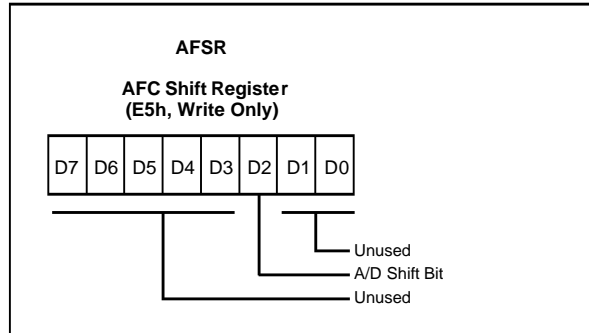 AFSR
AFC Shift Register
(E5h, Write Only)
D7 D6 D5 D4 D3 D2 D1 D0
Unused
A/D Shift Bit
Unused